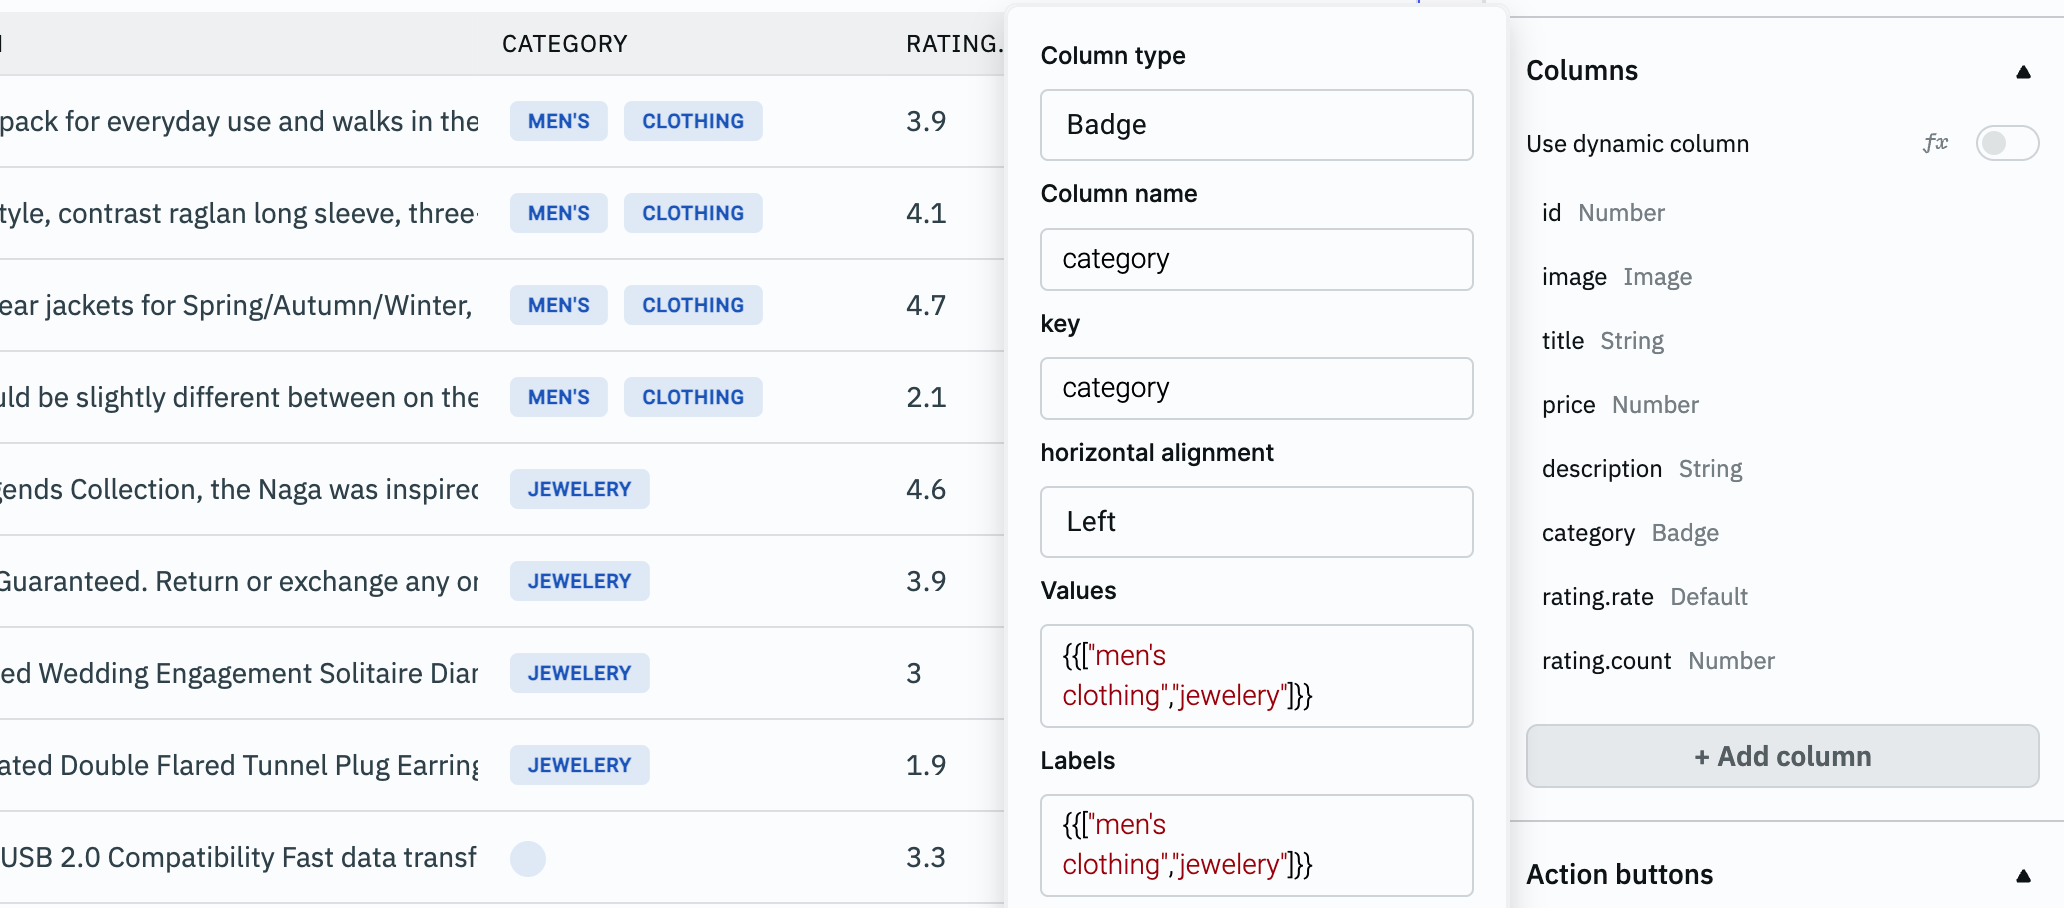 CATEGORY RATING.
pack for everyday use and walks in the MEN'S CLOTHING 3.9
tyle, contrast raglan long sleeve, three- MEN'S CLOTHING 4.1
ear jackets for Spring/Autumn/Winter, MEN'S CLOTHING 4.7
uld be slightly different between on the MEN'S CLOTHING 2.1
gends Collection, the Naga was inspired JEWELERY 4.6
Guaranteed. Return or exchange any or JEWELERY 3.9
ed Wedding Engagement Solitaire Diar JEWELERY 3
ated Double Flared Tunnel Plug Earring JEWELERY 1.9
USB 2.0 Compatibility Fast data transf 3.3
Column type
Badge
Column name
category
key
category
horizontal alignment
Left
Values
{{["men's
clothing","jewelery"]}}
Labels
{{["men's
clothing","jewelery"]}}
Columns
Use dynamic column fx
id Number
image Image
title String
price Number
description String
category Badge
rating.rate Default
rating.count Number
+ Add column
Action buttons